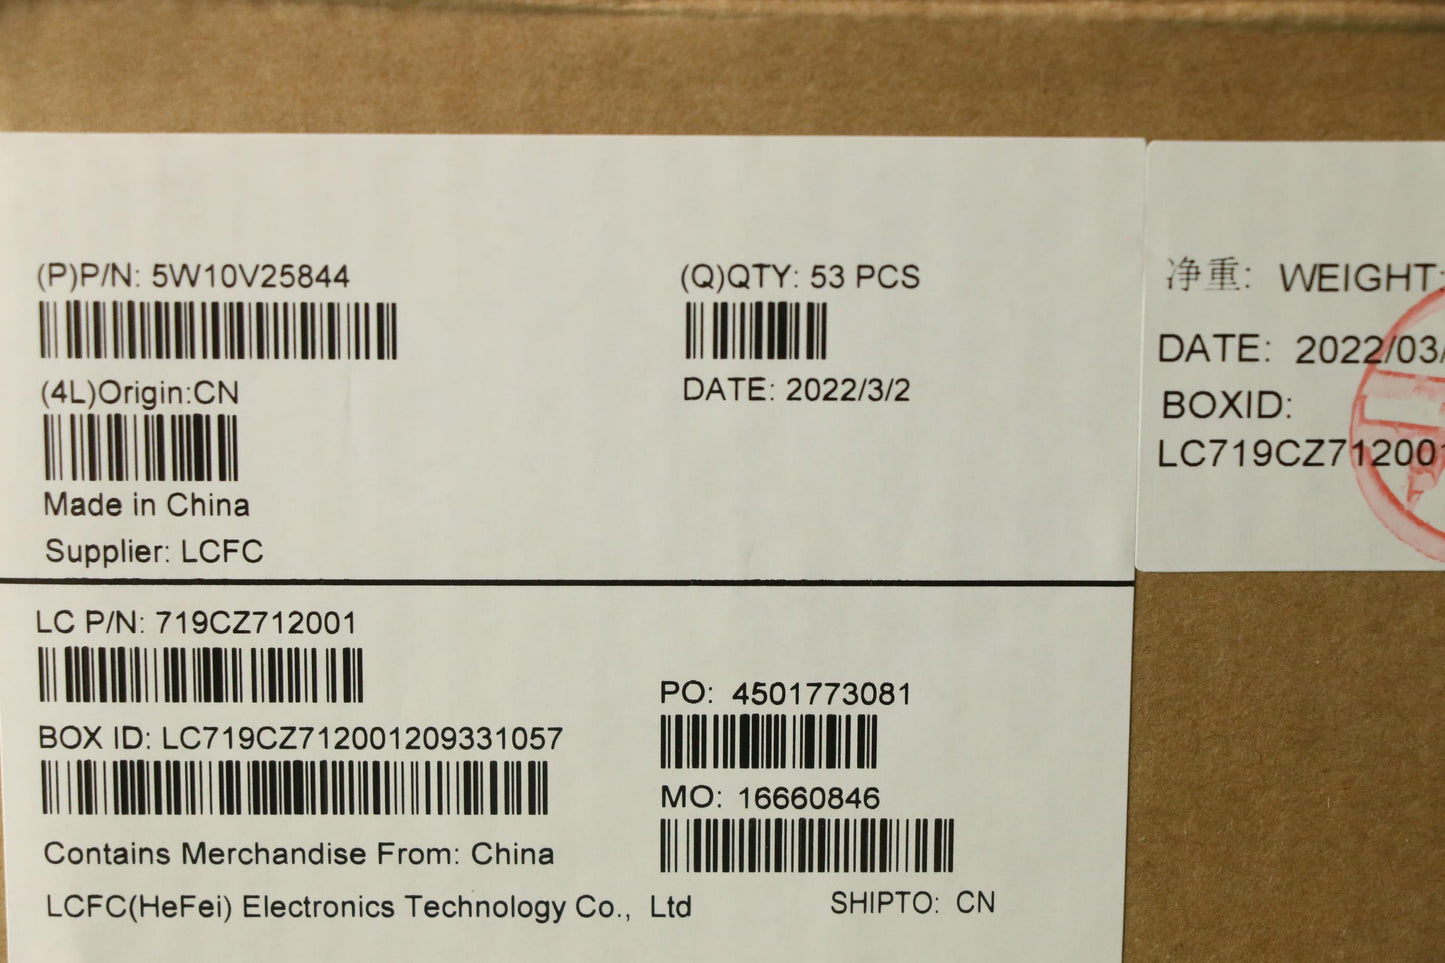 (P)P/N: 5W10V25844
(Q)QTY: 53 PCS
(4L)Origin:CN
DATE: 2022/3/2
Made in China
Supplier: LCFC
LC P/N: 719CZ712001
PO: 4501773081
BOX ID: LC719CZ712001209331057
MO: 16660846
Contains Merchandise From: China
LCFC(HeFei) Electronics Technology Co., Ltd
SHIPTO: CN
净重: WEIGHT:
DATE: 2022/03/
BOXID:
LC719CZ712001